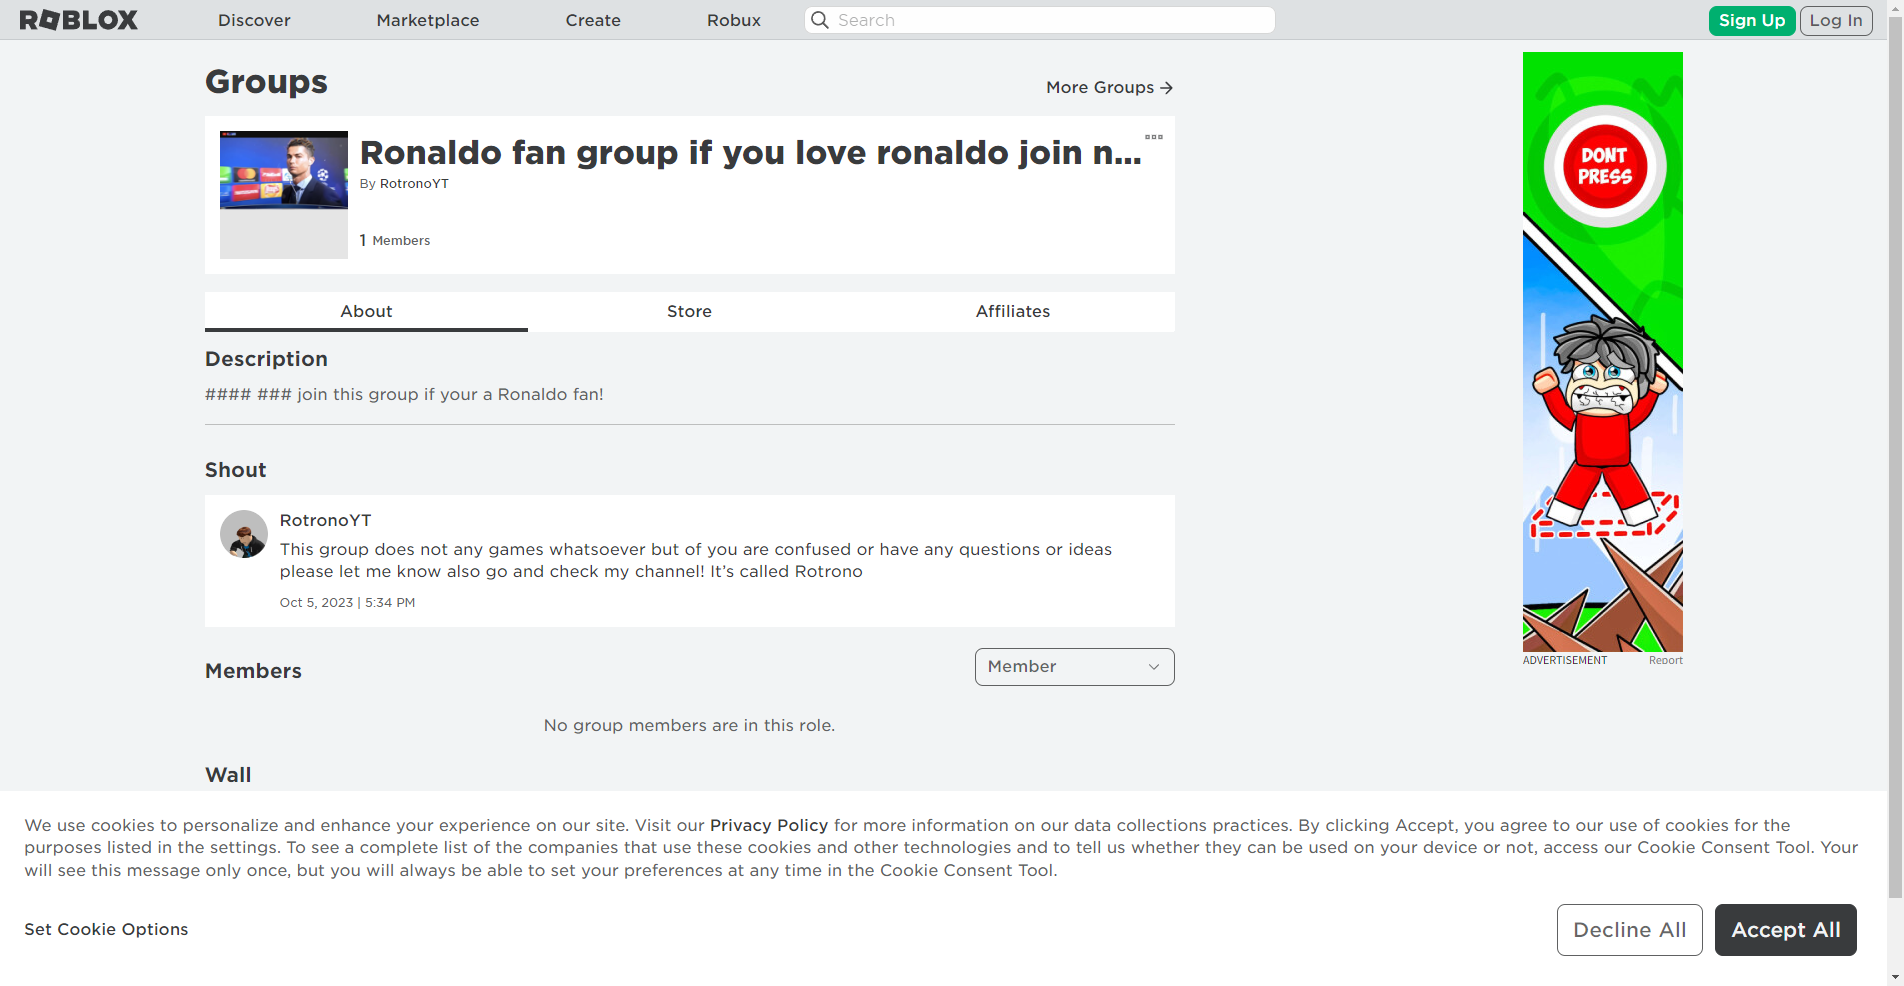 ROBLOX
Discover
Marketplace
Create
Robux
Search
Sign Up
Log In
Groups
More Groups →
Ronaldo fan group if you love ronaldo join n...
By RotronoYT
1 Members
About
Store
Affiliates
Description
#### ### join this group if your a Ronaldo fan!
Shout
RotronoYT
This group does not any games whatsoever but of you are confused or have any questions or ideas
please let me know also go and check my channel! It’s called Rotrono
Oct 5, 2023 | 5:34 PM
Members
Member
No group members are in this role.
Wall
DONT
PRESS
ADVERTISEMENT
Report
We use cookies to personalize and enhance your experience on our site. Visit our Privacy Policy for more information on our data collections practices. By clicking Accept, you agree to our use of cookies for the
purposes listed in the settings. To see a complete list of the companies that use these cookies and other technologies and to tell us whether they can be used on your device or not, access our Cookie Consent Tool. Your
will see this message only once, but you will always be able to set your preferences at any time in the Cookie Consent Tool.
Set Cookie Options
Decline All
Accept All